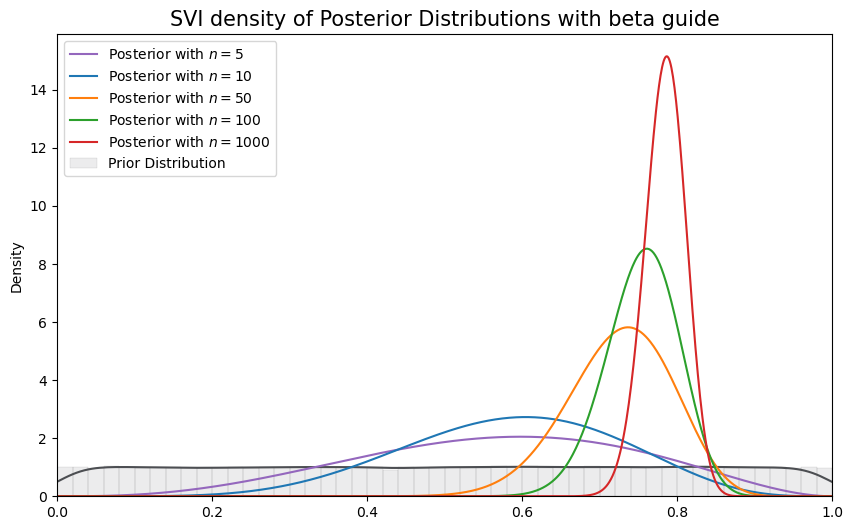 SVI density of Posterior Distributions with beta guide
Posterior with n = 5
Posterior with n = 10
Posterior with n = 50
Posterior with n = 100
Posterior with n = 1000
Prior Distribution
Density
14
12
10
8
6
4
2
0
0.0 0.2 0.4 0.6 0.8 1.0